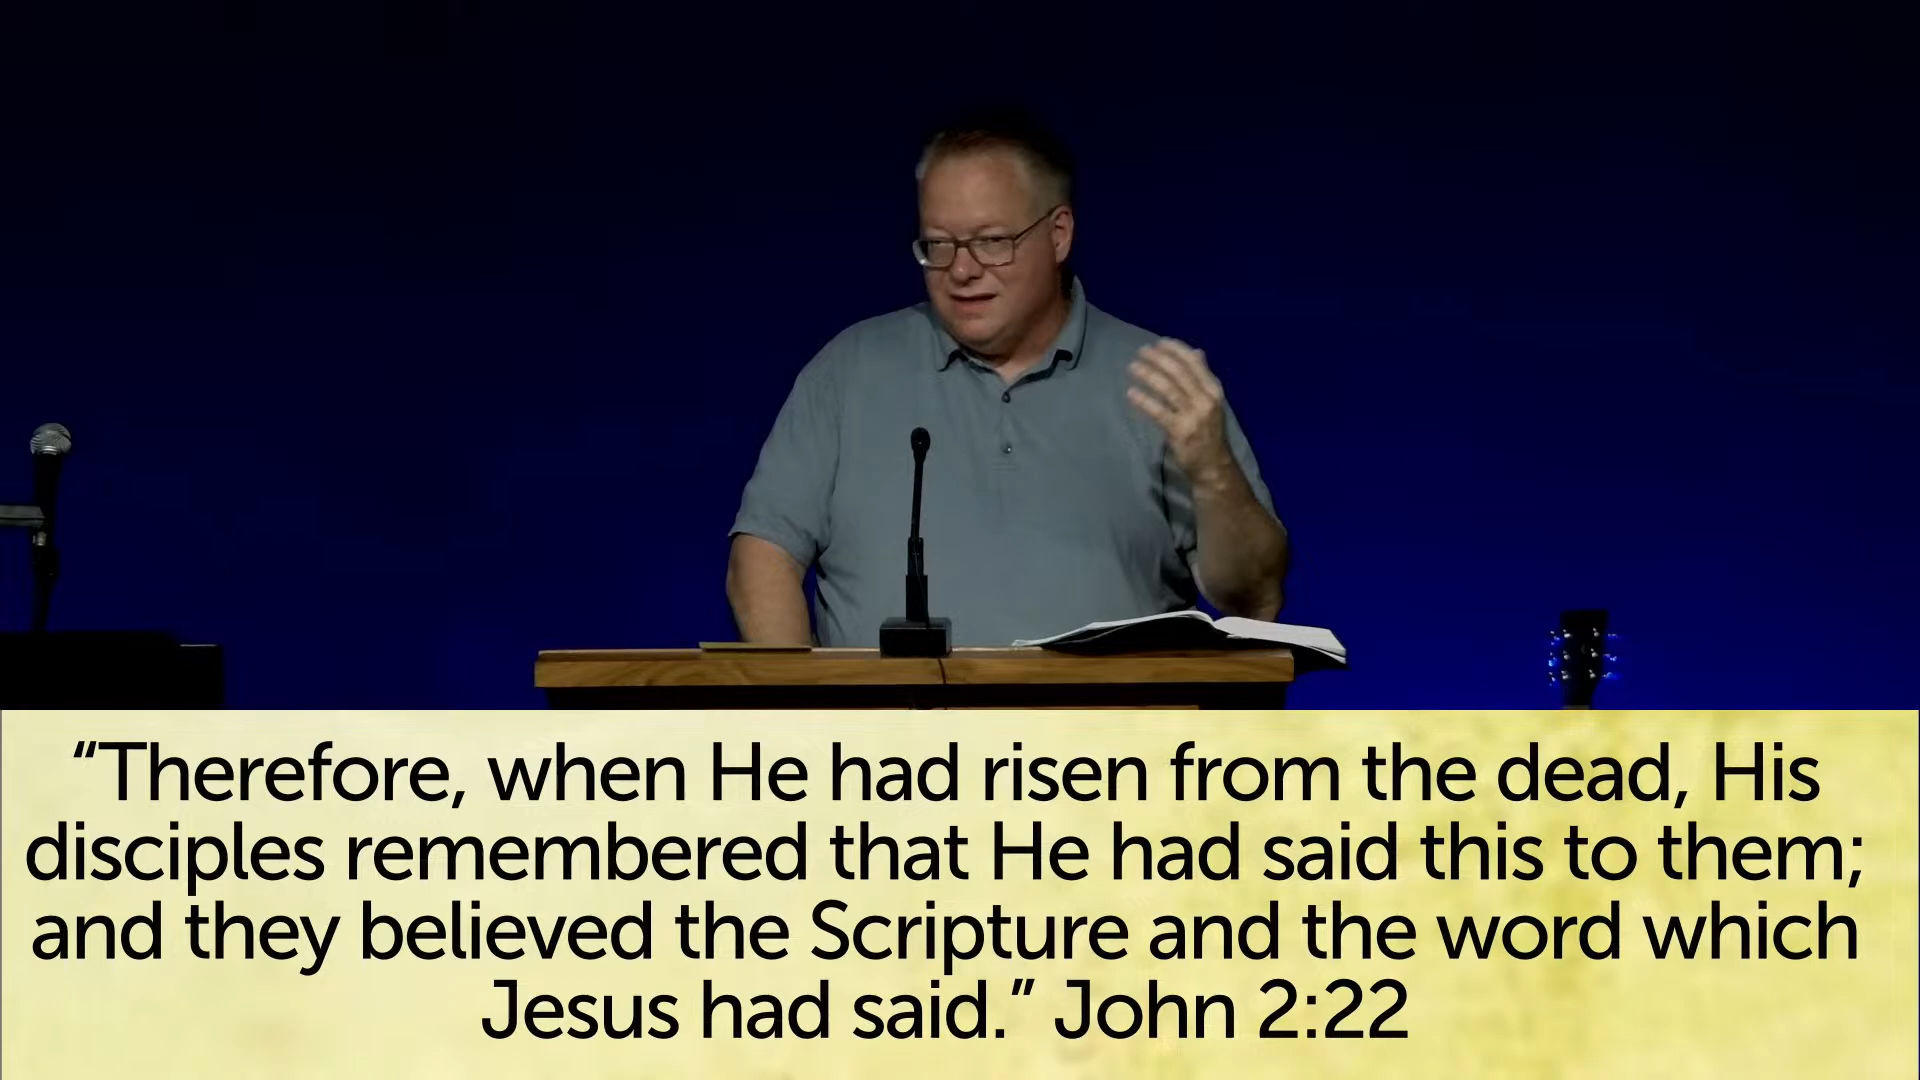 “Therefore, when He had risen from the dead, His
disciples remembered that He had said this to them;
and they believed the Scripture and the word which
Jesus had said.” John 2:22